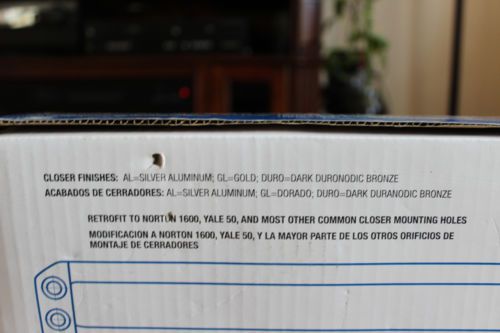 CLOSER FINISHES: AL=SILVER ALUMINUM; GL=GOLD; DURO=DARK DURONODIC BRONZE
ACABADOS DE CERRADORES: AL=SILVER ALUMINUM; GL=DORADO; DURO=DARK DURANODIC BRONZE
RETROFIT TO NORTON 1600, YALE 50, AND MOST OTHER COMMON CLOSER MOUNTING HOLES
MODIFICACION A NORTON 1600, YALE 50, Y LA MAYOR PARTE DE LOS OTROS ORIFICIOS DE
MONTAJE DE CERRADORES